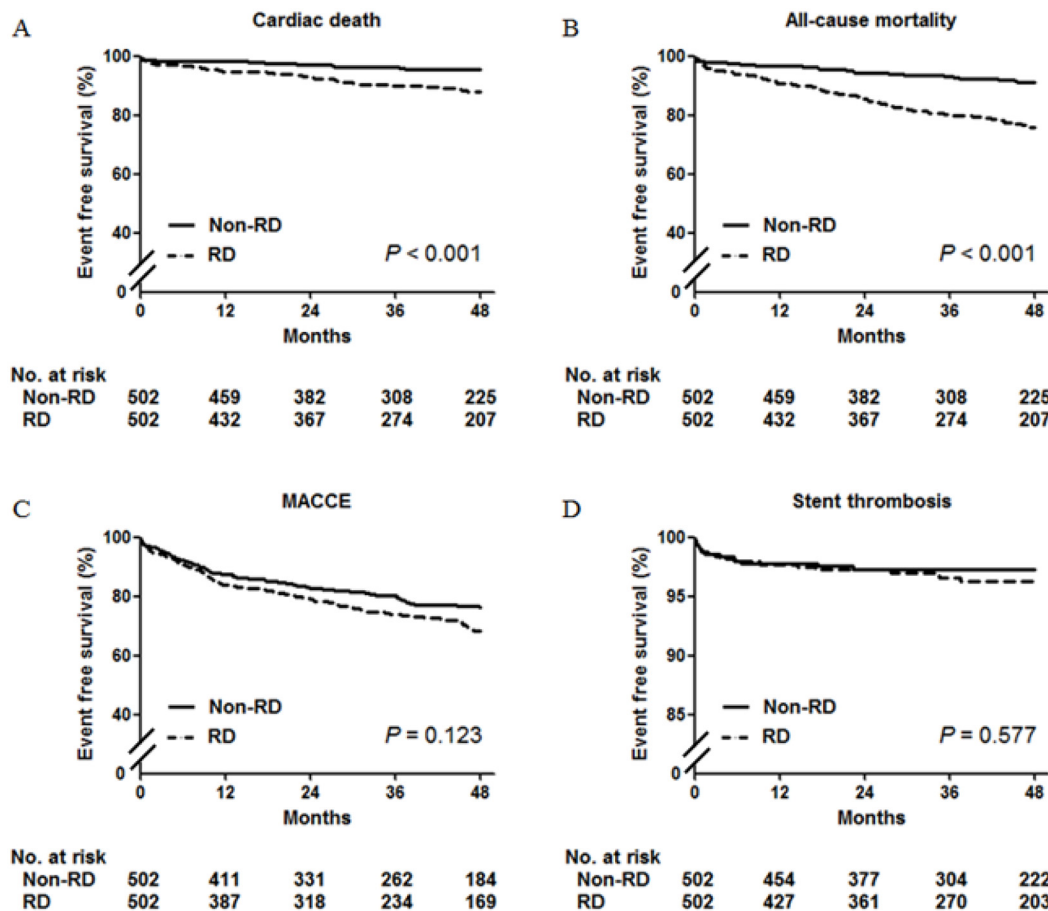 A
Cardiac death
Event free survival (%)
100
80
60
40
0
Non-RD
RD
P < 0.001
0 12 24 36 48
Months
No. at risk
Non-RD 502 459 382 308 225
RD 502 432 367 274 207
B
All-cause mortality
Event free survival (%)
100
80
60
40
0
Non-RD
RD
P < 0.001
0 12 24 36 48
Months
No. at risk
Non-RD 502 459 382 308 225
RD 502 432 367 274 207
C
MACCE
Event free survival (%)
100
80
60
40
0
Non-RD
RD
P = 0.123
0 12 24 36 48
Months
No. at risk
Non-RD 502 411 331 262 184
RD 502 387 318 234 169
D
Stent thrombosis
Event free survival (%)
100
95
90
85
0
Non-RD
RD
P = 0.577
0 12 24 36 48
Months
No. at risk
Non-RD 502 454 377 304 222
RD 502 427 361 270 203